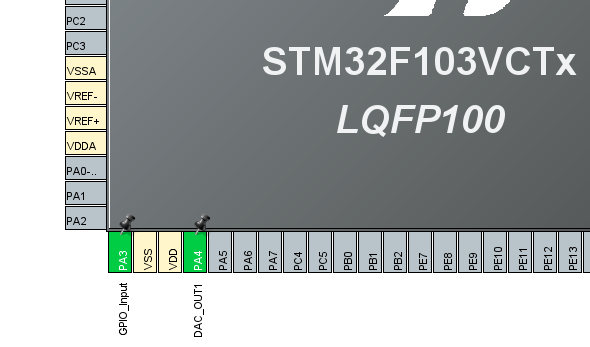 PC2
PC3
VSSA
VREF-
VREF+
VDDA
PA0-..
PA1
PA2
STM32F103VCTx
LQFP100
PA3
VSS
VDD
PA4
PA5
PA6
PA7
PC4
PC5
PB0
PB1
PB2
PE7
PE8
PE9
PE10
PE11
PE12
PE13
GPIO_Input
DAC_OUT1